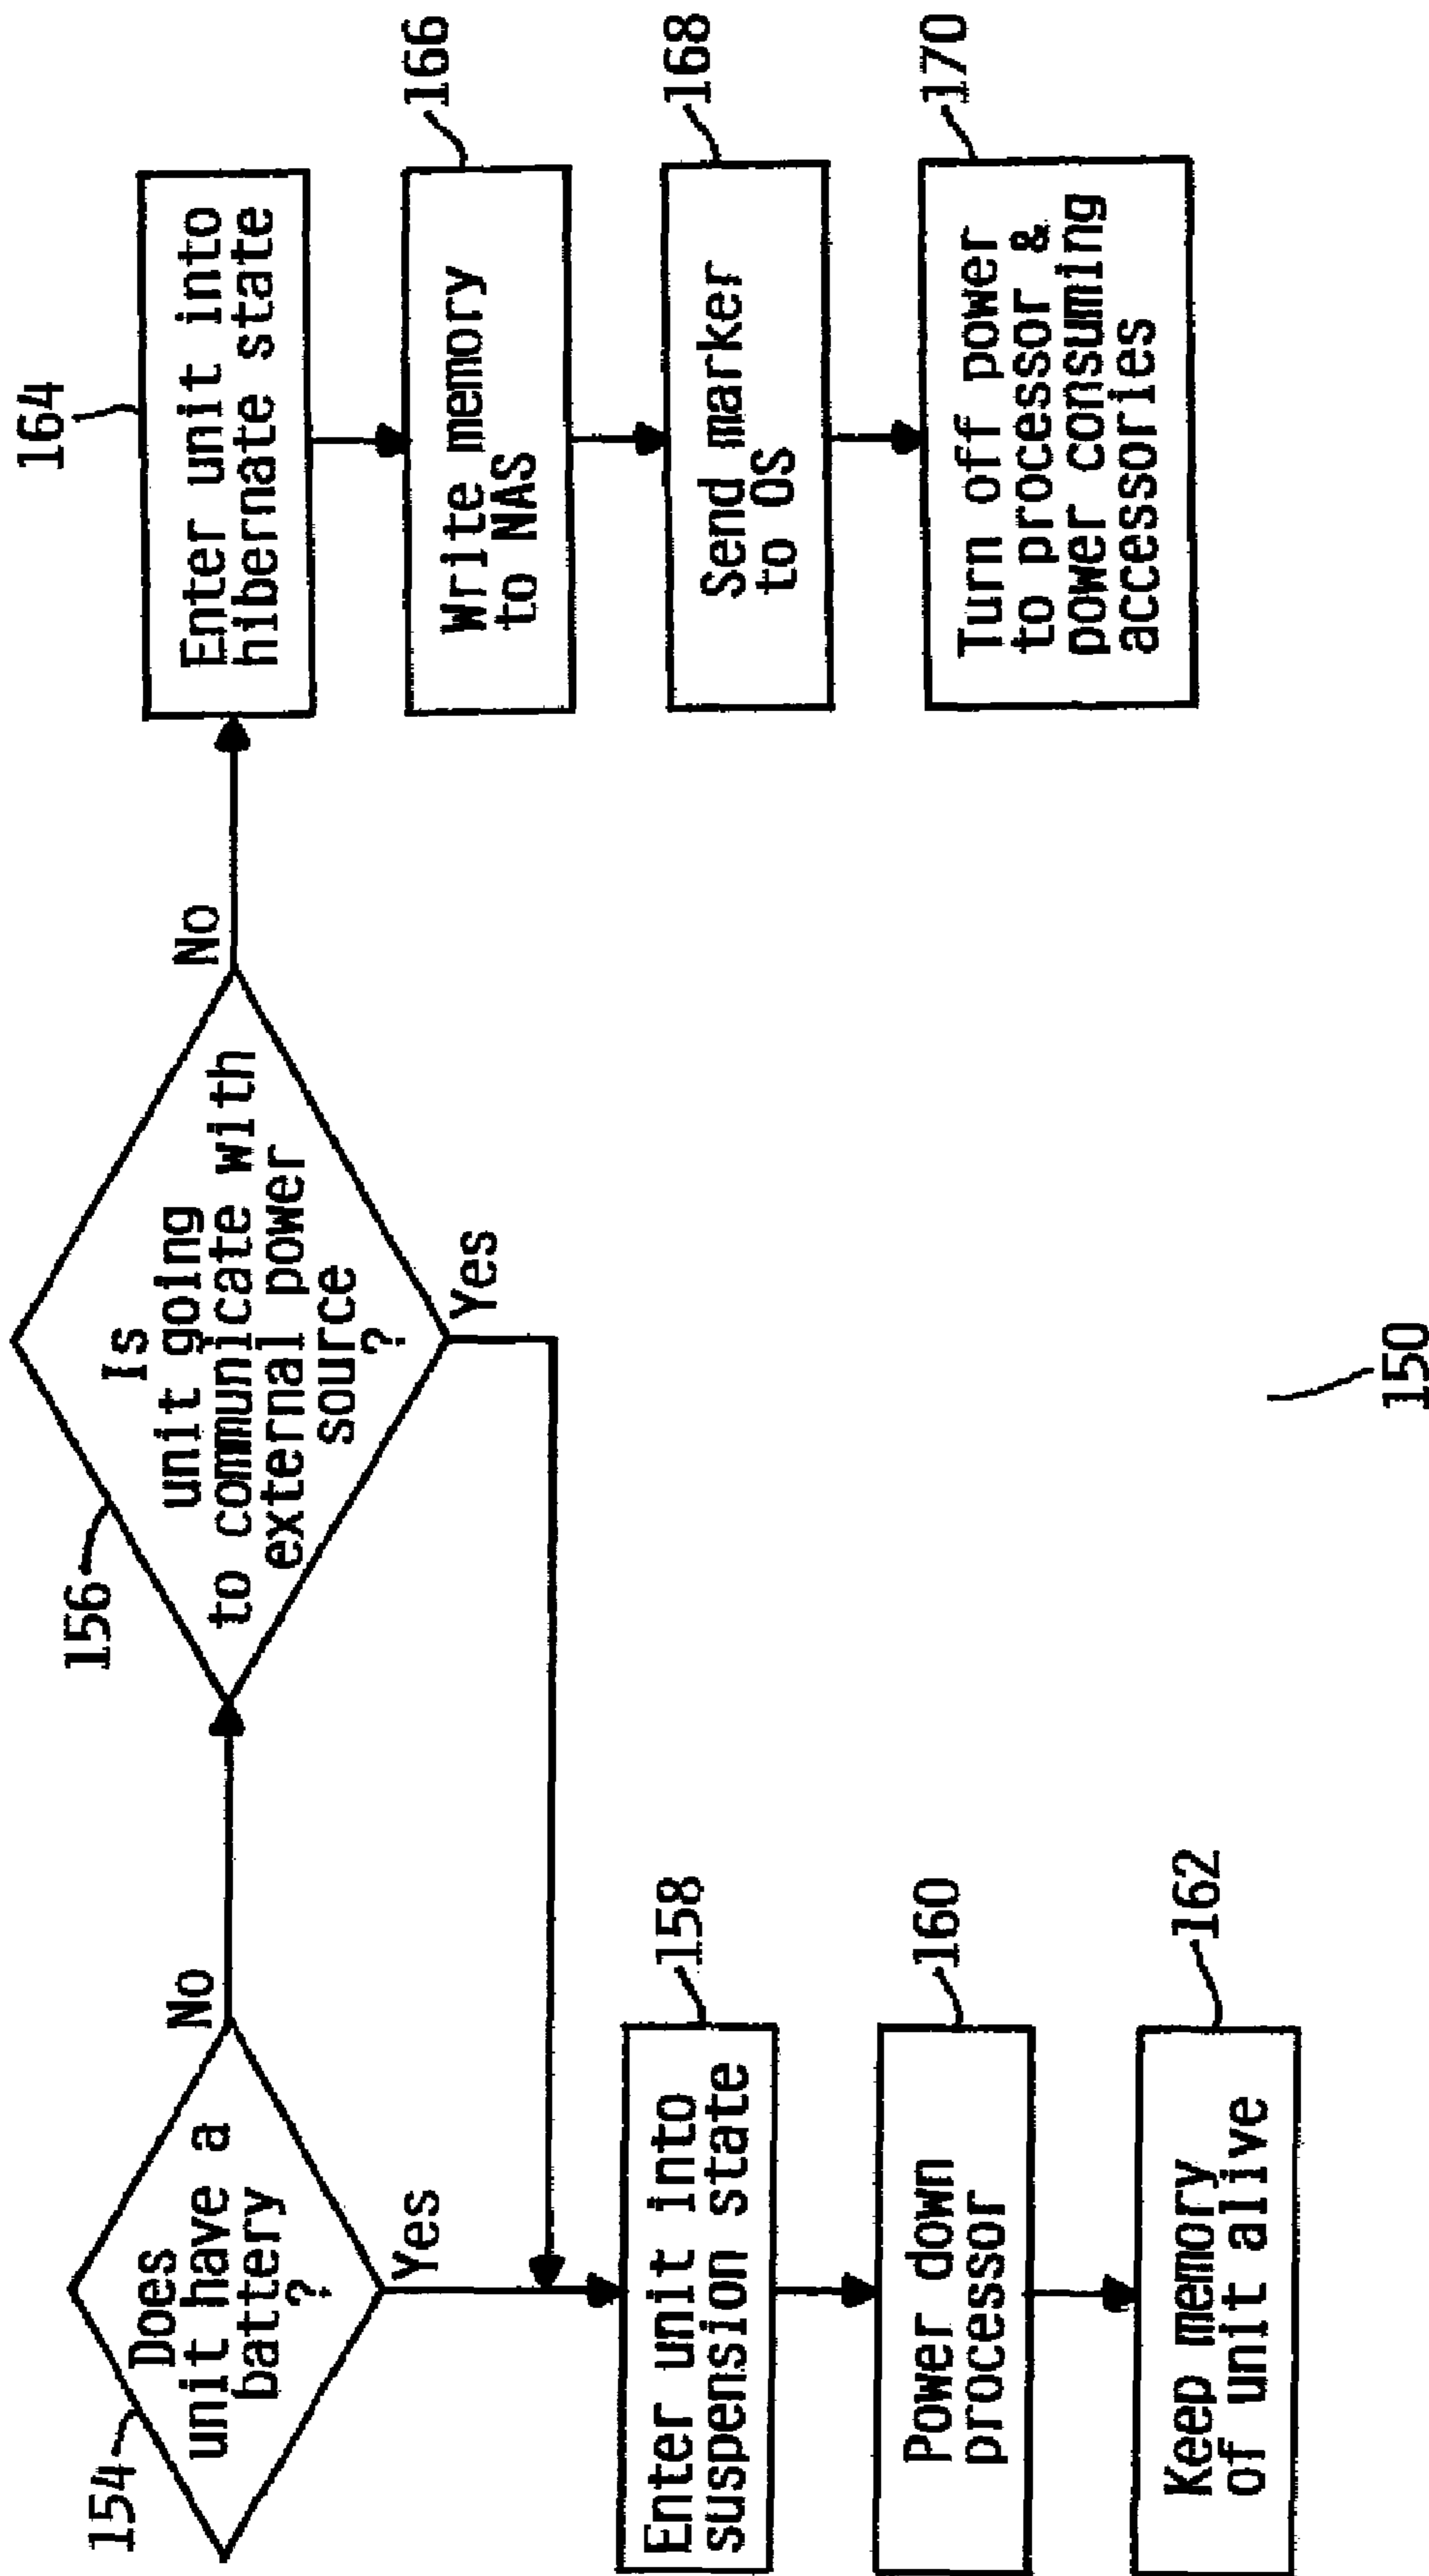 154
Does
unit have a
battery
?
No
Yes
156
Is
unit going
to communicate with
external power
source
?
No
Yes
158
Enter unit into
suspension state
160
Power down
processor
162
Keep memory
of unit alive
164
Enter unit into
hibernate state
166
Write memory
to NAS
168
Send marker
to OS
170
Turn off power
to processor &
power consuming
accessories
150